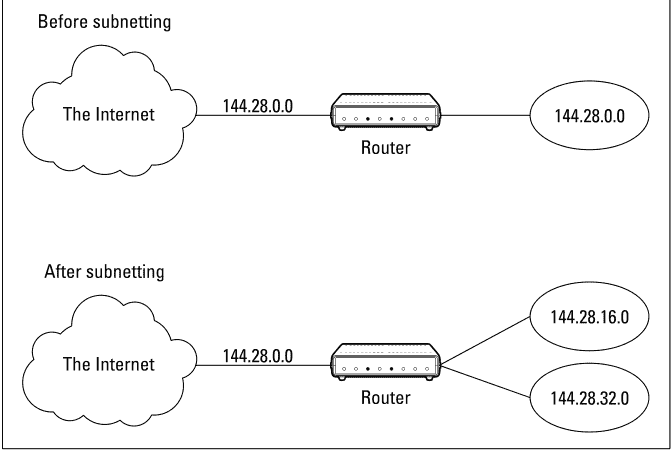 Before subnetting
The Internet
144.28.0.0
Router
144.28.0.0
After subnetting
The Internet
144.28.0.0
Router
144.28.16.0
144.28.32.0